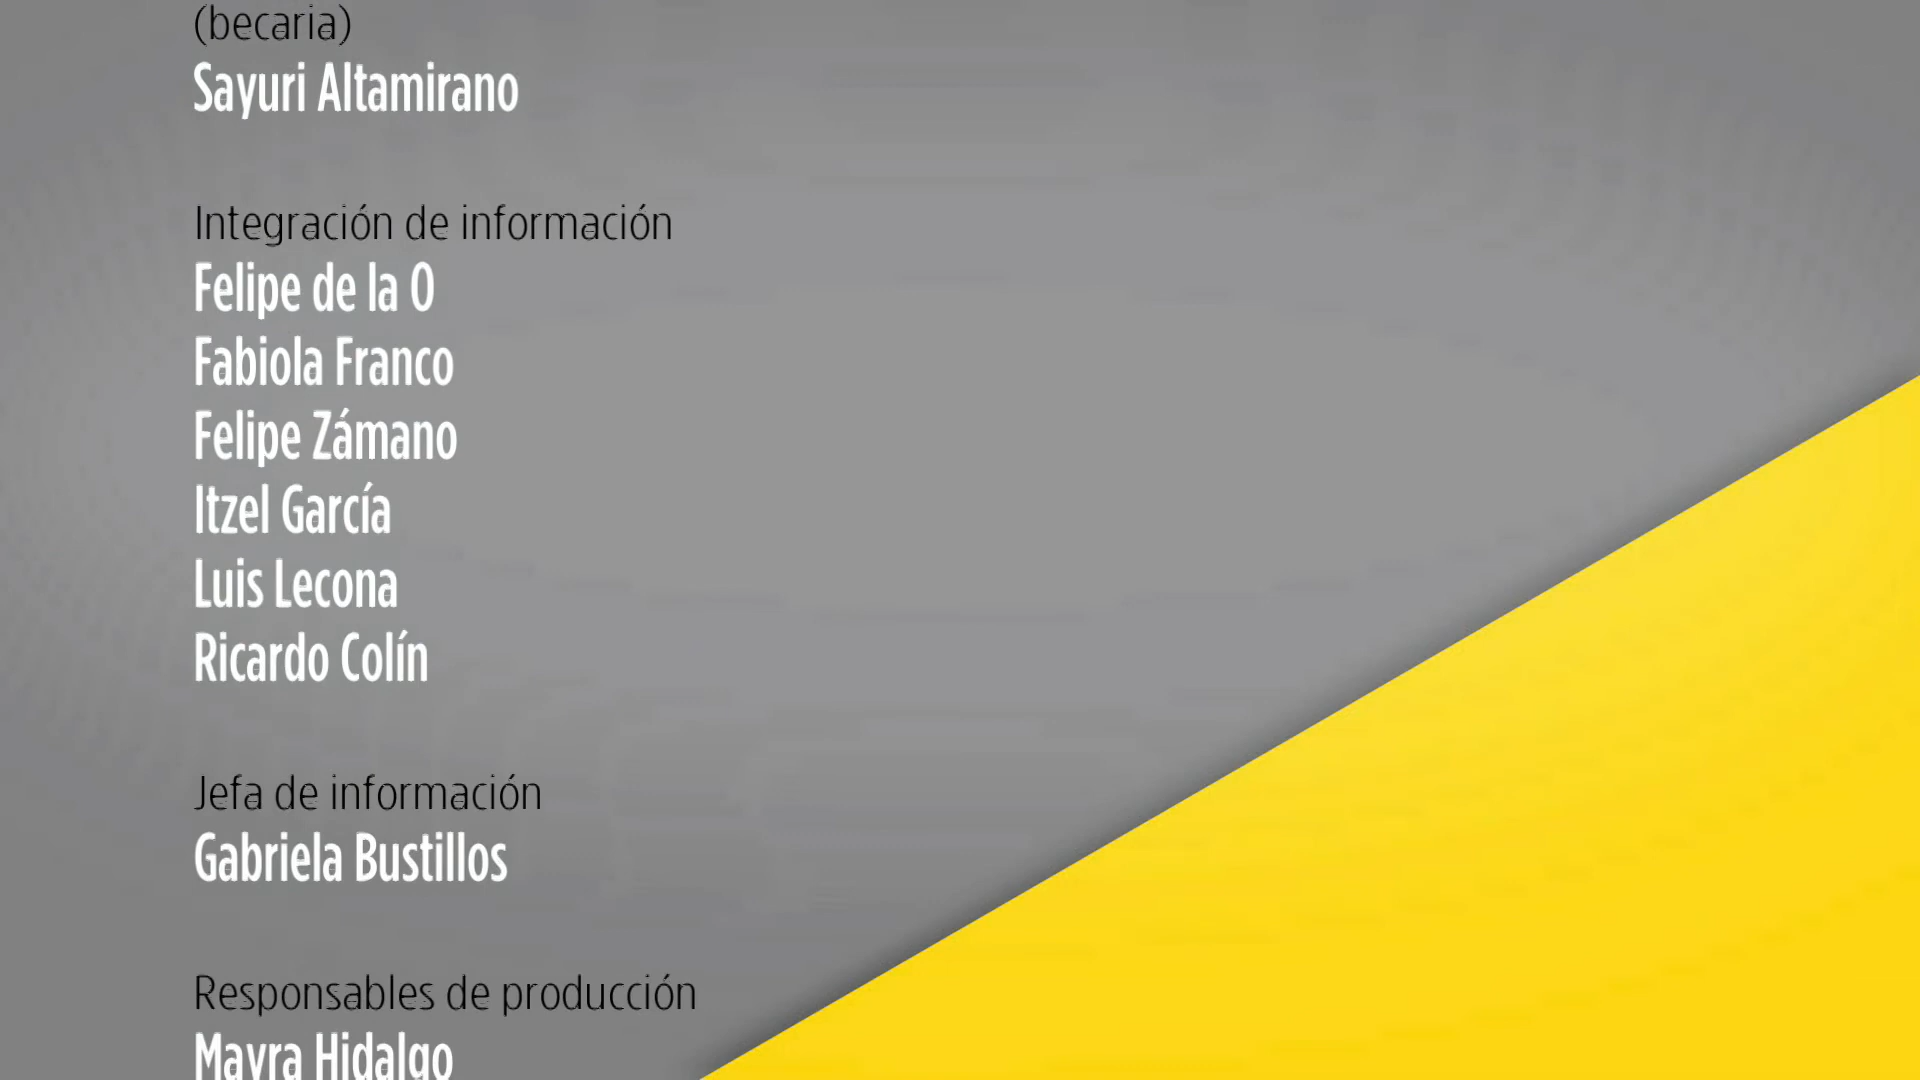 (becaria)
Sayuri Altamirano
Integración de información
Felipe de la O
Fabiola Franco
Felipe Zámano
Itzel García
Luis Lecona
Ricardo Colín
Jefa de información
Gabriela Bustillos
Responsables de producción
Mayra Hidalgo